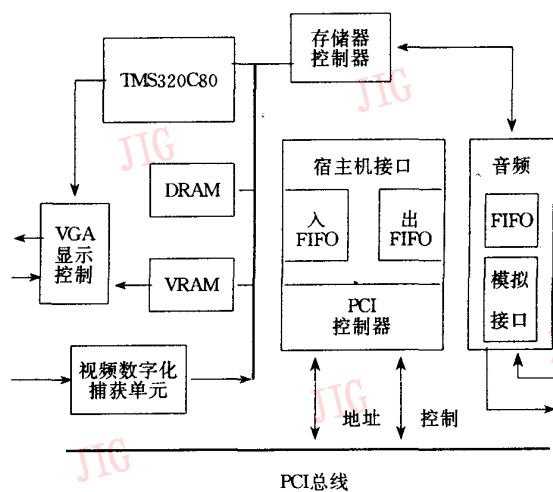 存储器
控制器
TMS320C80
JIG
JIG
宿主机接口
音频
DRAM
入
FIFO
出
FIFO
FIFO
VGA
显示
控制
VRAM
模拟
接口
PCI
控制器
视频数字化
捕获单元
JIG
地址
控制
JIG
PCI总线